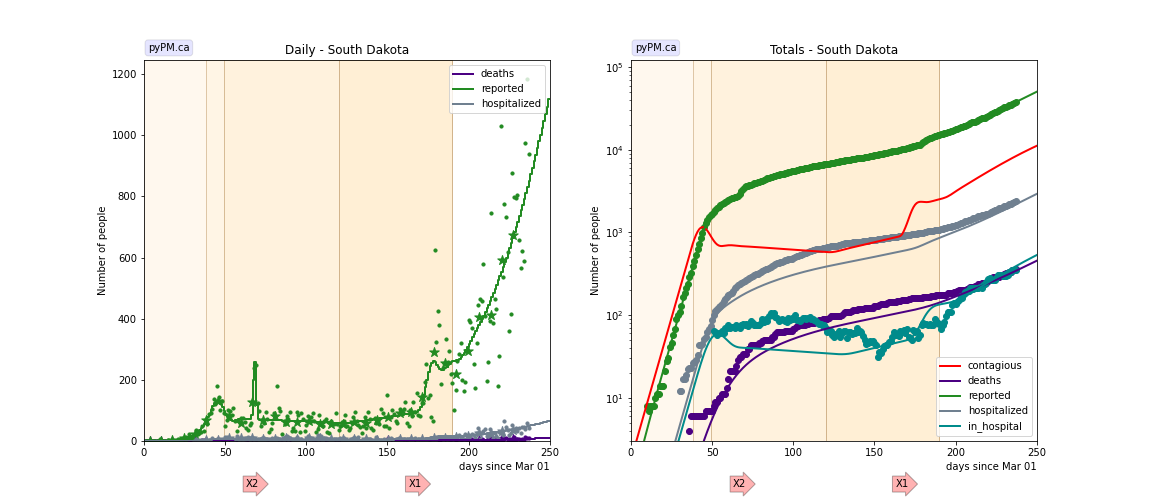 pyPM.ca
Daily - South Dakota
1200
1000
800
600
400
200
0
Number of people
deaths
reported
hospitalized
0 50 100 150 200 250
days since Mar 01
X2 X1
pyPM.ca
Totals - South Dakota
10⁵
10⁴
10³
10²
10¹
Number of people
contagious
deaths
reported
hospitalized
in_hospital
0 50 100 150 200 250
days since Mar 01
X2 X1